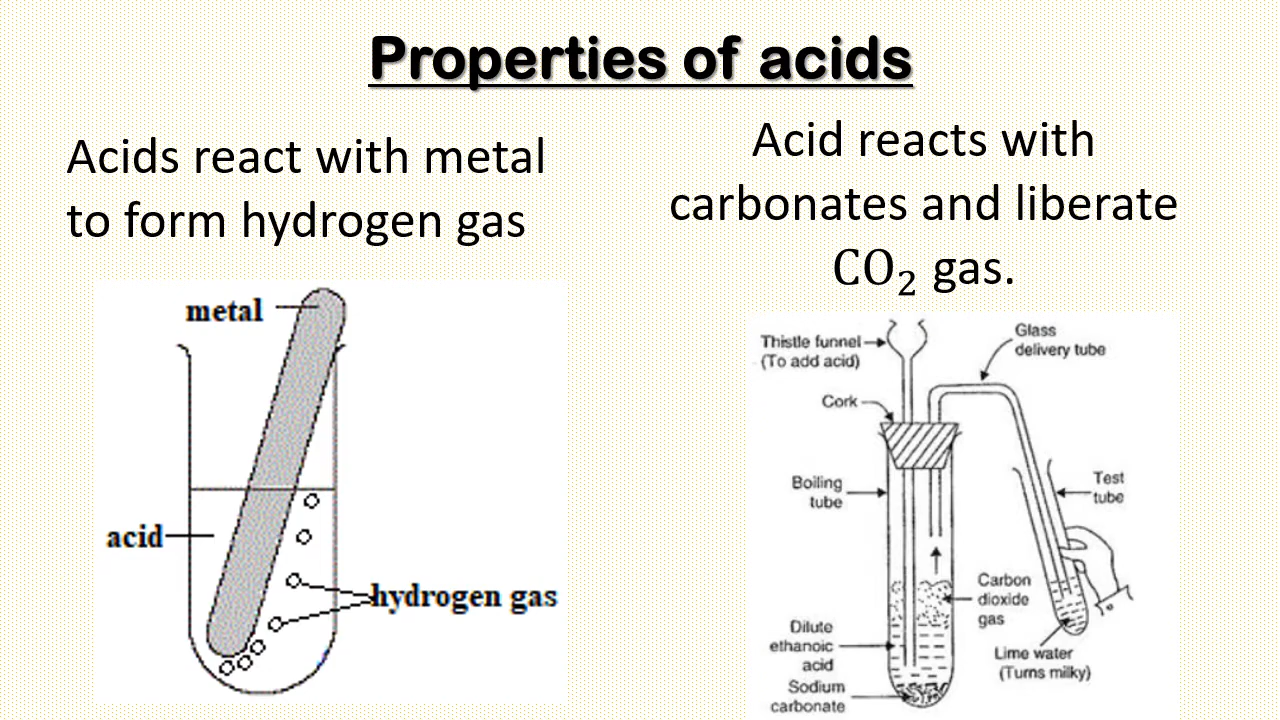 Properties of acids
Acids react with metal
to form hydrogen gas
metal
acid
hydrogen gas
Acid reacts with
carbonates and liberate
CO₂ gas.
Thistle funnel
(To add acid)
Glass
delivery tube
Cork
Boiling
tube
Test
tube
Carbon
dioxide
gas
Dilute
ethanoic
acid
Lime water
(Turns milky)
Sodium
carbonate